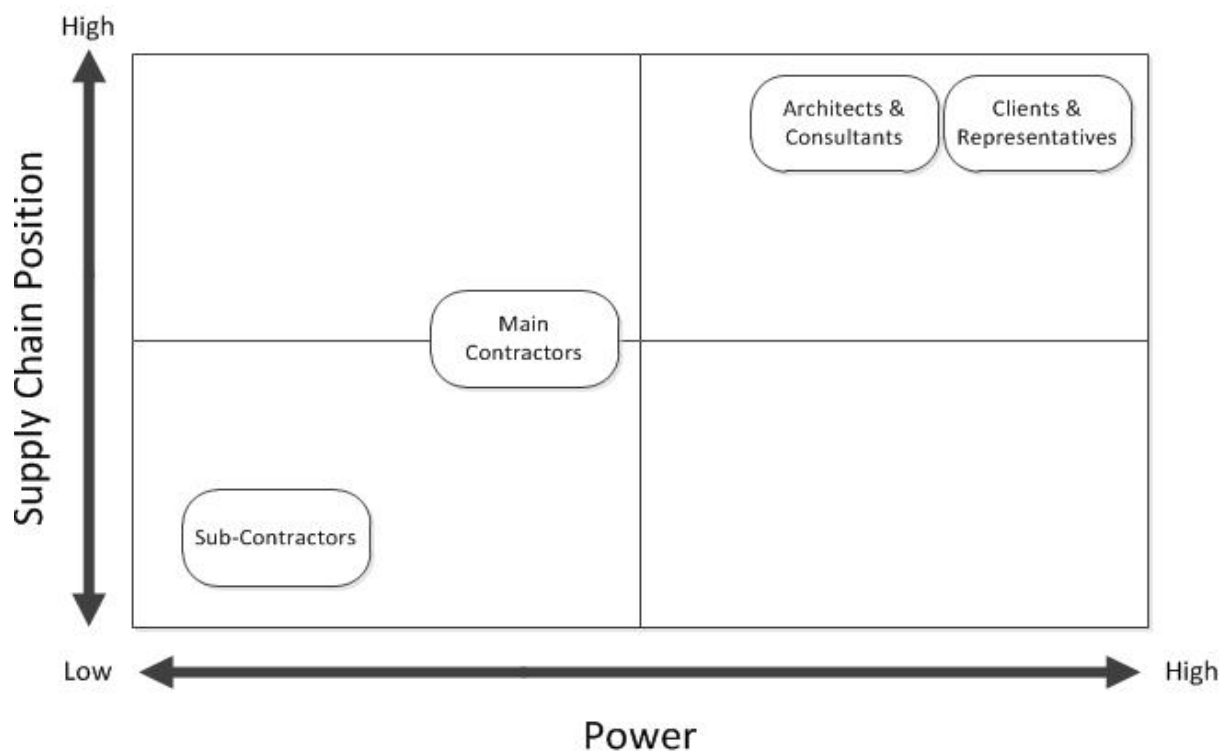 High
Architects &
Consultants
Clients &
Representatives
Supply Chain Position
Main
Contractors
Sub-Contractors
Low
High
Power